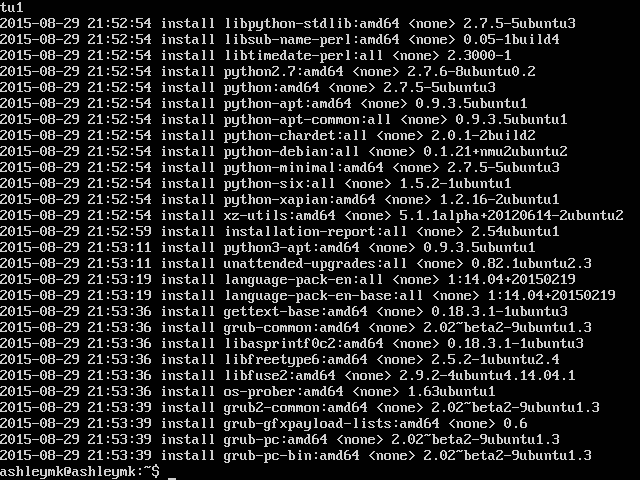 tu1
2015-08-29 21:52:54 install libpython-stdlib:amd64 <none> 2.7.5-5ubuntu3
2015-08-29 21:52:54 install libsub-name-perl:amd64 <none> 0.05-1build4
2015-08-29 21:52:54 install libtimedate-perl:all <none> 2.3000-1
2015-08-29 21:52:54 install python2.7:amd64 <none> 2.7.6-8ubuntu0.2
2015-08-29 21:52:54 install python:amd64 <none> 2.7.5-5ubuntu3
2015-08-29 21:52:54 install python-apt:amd64 <none> 0.9.3.5ubuntu1
2015-08-29 21:52:54 install python-apt-common:all <none> 0.9.3.5ubuntu1
2015-08-29 21:52:54 install python-chardet:all <none> 2.0.1-2build2
2015-08-29 21:52:54 install python-debian:all <none> 0.1.21+nmu2ubuntu2
2015-08-29 21:52:54 install python-minimal:amd64 <none> 2.7.5-5ubuntu3
2015-08-29 21:52:54 install python-six:all <none> 1.5.2-1ubuntu1
2015-08-29 21:52:54 install python-xapian:amd64 <none> 1.2.16-2ubuntu1
2015-08-29 21:52:54 install xz-utils:amd64 <none> 5.1.1alpha+20120614-2ubuntu2
2015-08-29 21:52:59 install installation-report:all <none> 2.54ubuntu1
2015-08-29 21:53:11 install python3-apt:amd64 <none> 0.9.3.5ubuntu1
2015-08-29 21:53:11 install unattended-upgrades:all <none> 0.82.1ubuntu2.3
2015-08-29 21:53:19 install language-pack-en:all <none> 1:14.04+20150219
2015-08-29 21:53:19 install language-pack-en-base:all <none> 1:14.04+20150219
2015-08-29 21:53:36 install gettext-base:amd64 <none> 0.18.3.1-1ubuntu3
2015-08-29 21:53:36 install grub-common:amd64 <none> 2.02~beta2-9ubuntu1.3
2015-08-29 21:53:36 install libasprintf0c2:amd64 <none> 0.18.3.1-1ubuntu3
2015-08-29 21:53:36 install libfreetype6:amd64 <none> 2.5.2-1ubuntu2.4
2015-08-29 21:53:36 install libfuse2:amd64 <none> 2.9.2-4ubuntu4.14.04.1
2015-08-29 21:53:36 install os-prober:amd64 <none> 1.63ubuntu1
2015-08-29 21:53:39 install grub2-common:amd64 <none> 2.02~beta2-9ubuntu1.3
2015-08-29 21:53:39 install grub-gfxpayload-lists:amd64 <none> 0.6
2015-08-29 21:53:39 install grub-pc:amd64 <none> 2.02~beta2-9ubuntu1.3
2015-08-29 21:53:39 install grub-pc-bin:amd64 <none> 2.02~beta2-9ubuntu1.3
ashleymk@ashleymk:~$ _